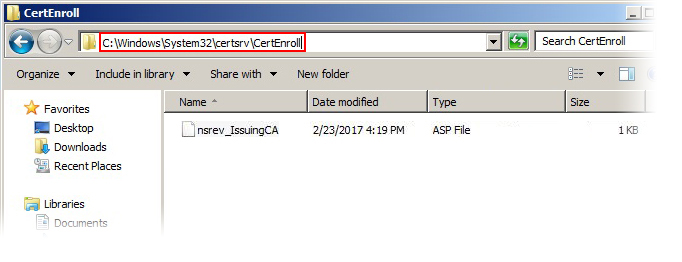 CertEnroll
C:\Windows\System32\certsrv\CertEnroll
Search CertEnroll
Organize Include in library Share with New folder
Favorites
Desktop
Downloads
Recent Places
Libraries
Documents
Name Date modified Type Size
nsrev_IssuingCA 2/23/2017 4:19 PM ASP File 1 KB